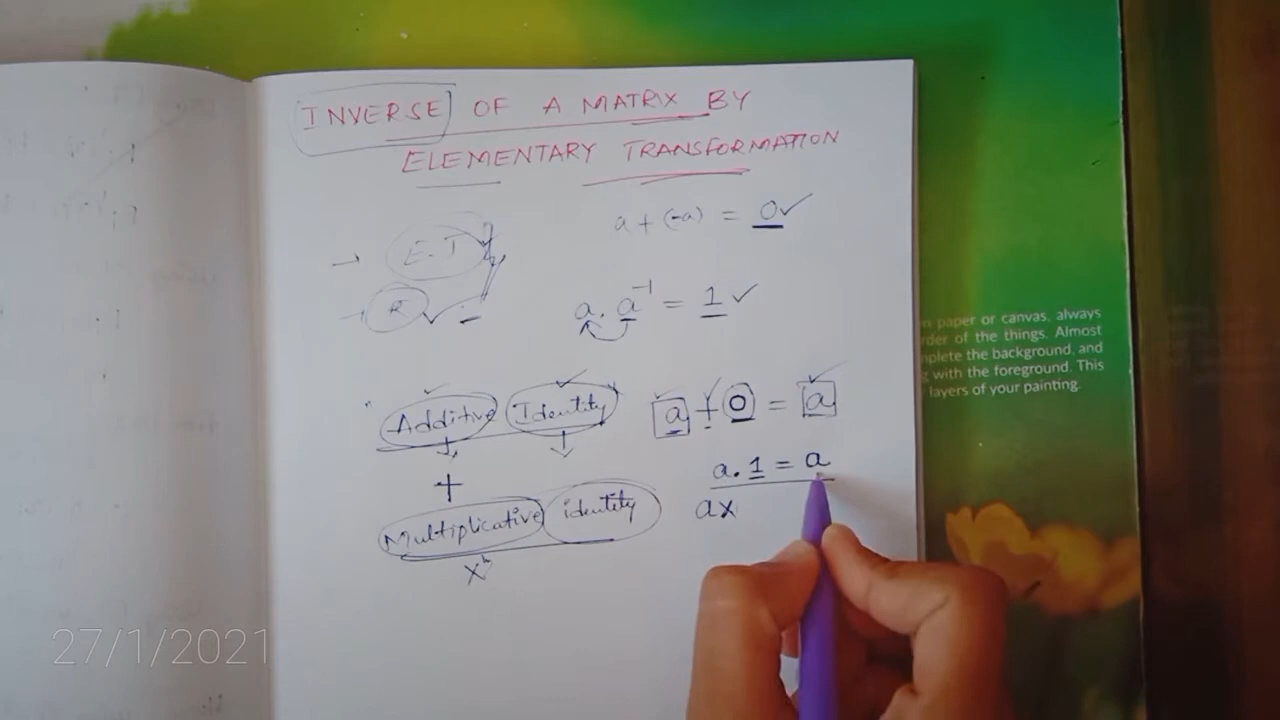 INVERSE OF A MATRIX BY
ELEMENTARY TRANSFORMATION
a + (-a) = 0 ✓
→ E.T
→ R ✓
a . a⁻¹ = 1 ✓
Additive Identity
a + 0 = a
+
a . 1 = a
Multiplicative identity
ax
xⁿ
paper or canvas, always
of the things. Almost
the background, and
with the foreground. This
layers of your painting.
27/1/2021